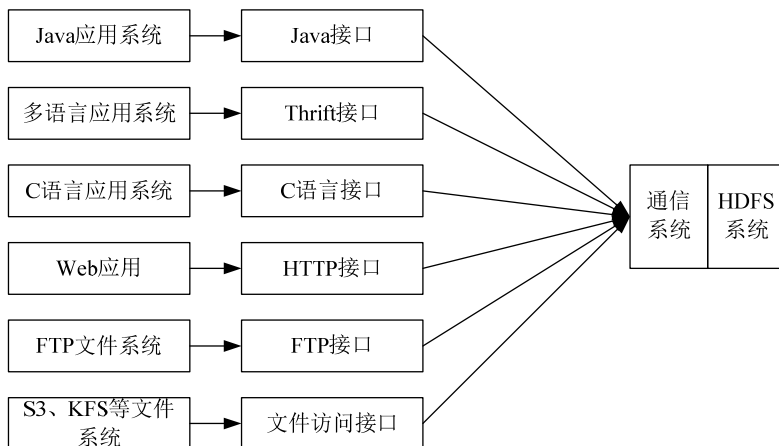 Java应用系统
Java接口
多语言应用系统
Thrift接口
C语言应用系统
C语言接口
通信
系统
HDFS
系统
Web应用
HTTP接口
FTP文件系统
FTP接口
S3、KFS等文件
系统
文件访问接口